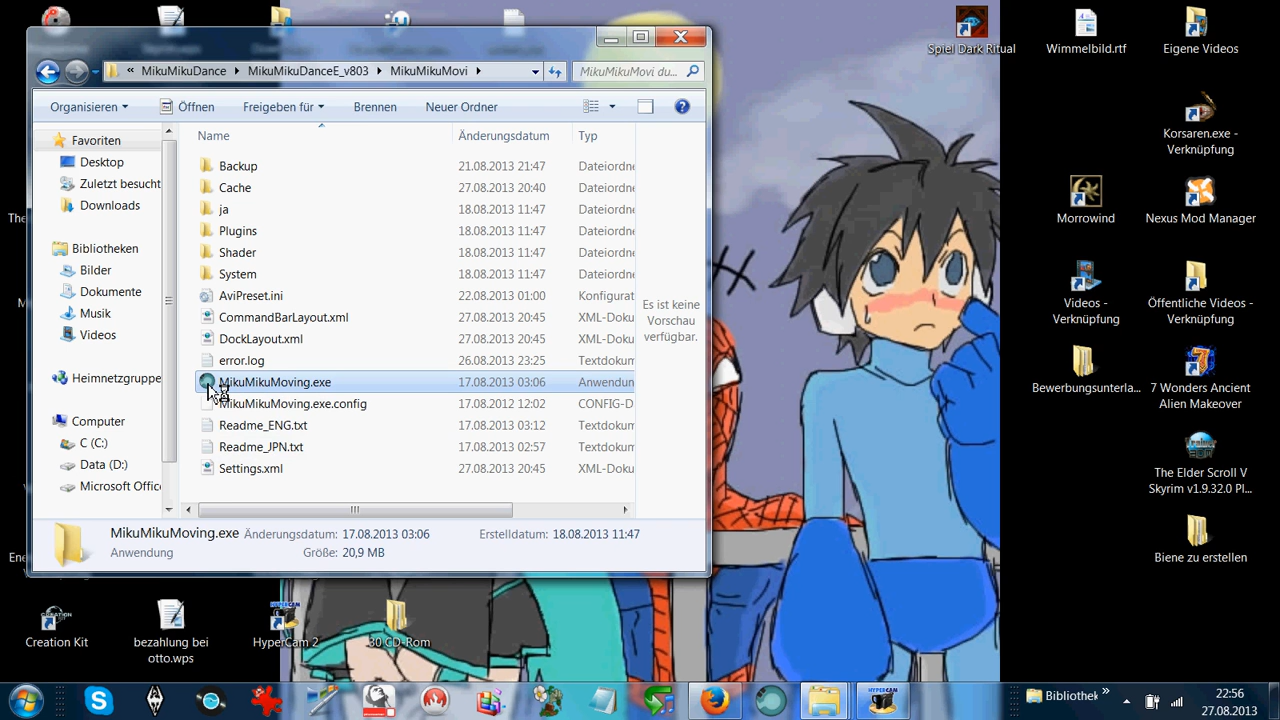 « MikuMikuDance MikuMikuDanceE_v803 MikuMikuMovi
MikuMikuMovi du...
Organisieren Öffnen Freigeben für Brennen Neuer Ordner
Name Änderungsdatum Typ
Favoriten
Desktop
Zuletzt besucht
Downloads
Bibliotheken
Bilder
Dokumente
Musik
Videos
Heimnetzgruppe
Computer
C (C:)
Data (D:)
Microsoft Office
Backup 21.08.2013 21:47 Dateiordne
Cache 27.08.2013 20:40 Dateiordne
ja 18.08.2013 11:47 Dateiordne
Plugins 18.08.2013 11:47 Dateiordne
Shader 18.08.2013 11:47 Dateiordne
System 18.08.2013 11:47 Dateiordne
AviPreset.ini 22.08.2013 01:00 Konfigurat
CommandBarLayout.xml 27.08.2013 20:45 XML-Doku
DockLayout.xml 27.08.2013 20:45 XML-Doku
error.log 26.08.2013 23:25 Textdokum
MikuMikuMoving.exe 17.08.2013 03:06 Anwendun
MikuMikuMoving.exe.config 17.08.2012 12:02 CONFIG-D
Readme_ENG.txt 17.08.2013 03:12 Textdokum
Readme_JPN.txt 17.08.2013 02:57 Textdokum
Settings.xml 27.08.2013 20:45 XML-Doku
Es ist keine
Vorschau
verfügbar.
MikuMikuMoving.exe Änderungsdatum: 17.08.2013 03:06 Erstelldatum: 18.08.2013 11:47
Anwendung Größe: 20,9 MB
Spiel Dark Ritual
Wimmelbild.rtf
Eigene Videos
Korsaren.exe -
Verknüpfung
Morrowind
Nexus Mod Manager
Videos -
Verknüpfung
Öffentliche Videos -
Verknüpfung
Bewerbungsunterla...
7 Wonders Ancient
Alien Makeover
The Elder Scroll V
Skyrim v1.9.32.0 Pl...
Biene zu erstellen
Creation Kit
bezahlung bei
otto.wps
HyperCam 2
30 CD-Rom
HYPERCAM
Bibliothek »
22:56
27.08.2013